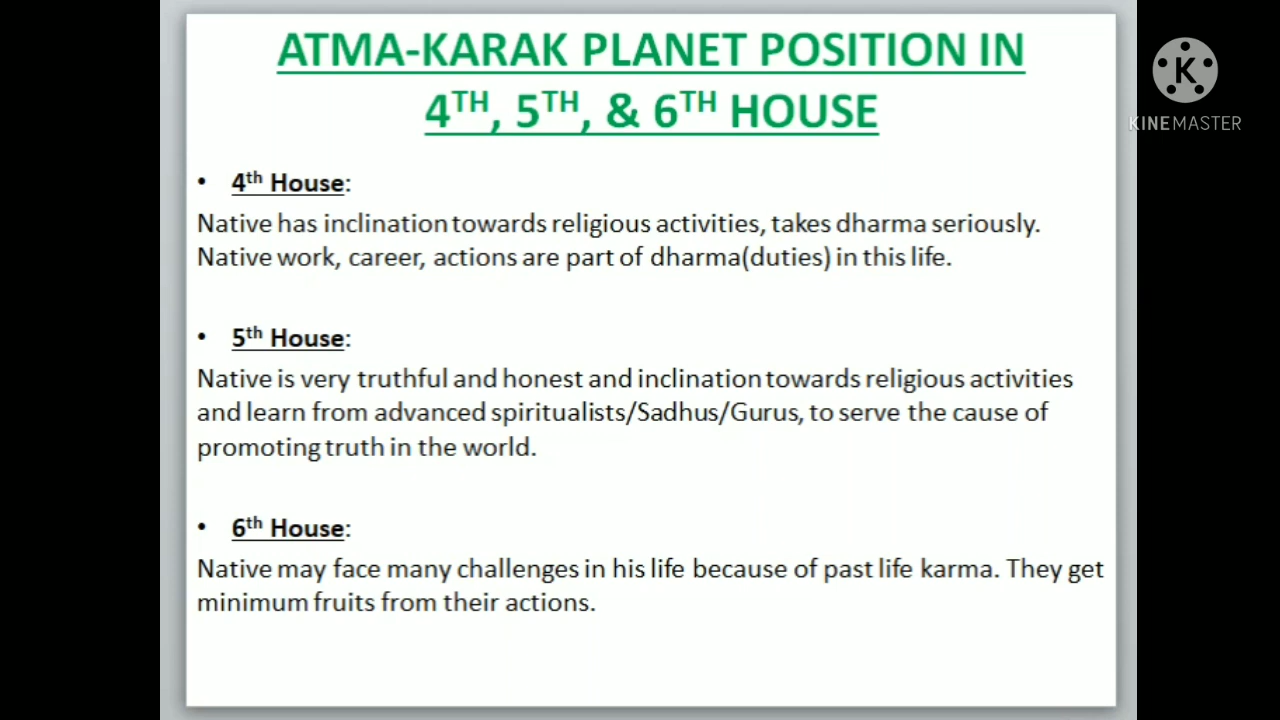 ATMA-KARAK PLANET POSITION IN
4TH, 5TH, & 6TH HOUSE
K
KINEMASTER
• 4th House:
Native has inclination towards religious activities, takes dharma seriously.
Native work, career, actions are part of dharma(duties) in this life.
• 5th House:
Native is very truthful and honest and inclination towards religious activities
and learn from advanced spiritualists/Sadhus/Gurus, to serve the cause of
promoting truth in the world.
• 6th House:
Native may face many challenges in his life because of past life karma. They get
minimum fruits from their actions.